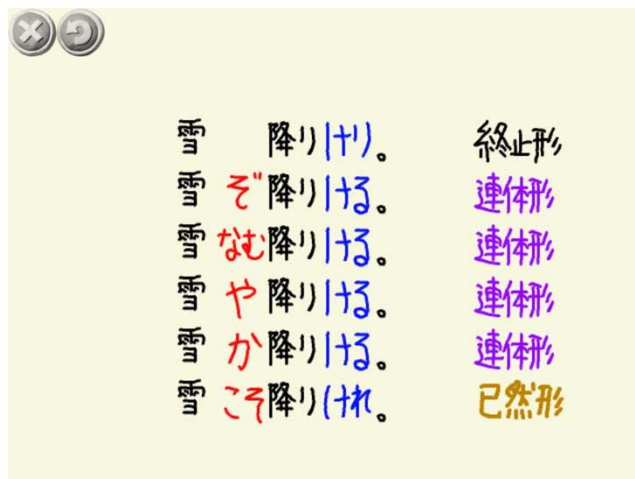 雪 降りけり。 終止形
雪ぞ降りける。 連体形
雪なむ降りける。 連体形
雪や降りける。 連体形
雪か降りける。 連体形
雪こそ降りけれ。 已然形